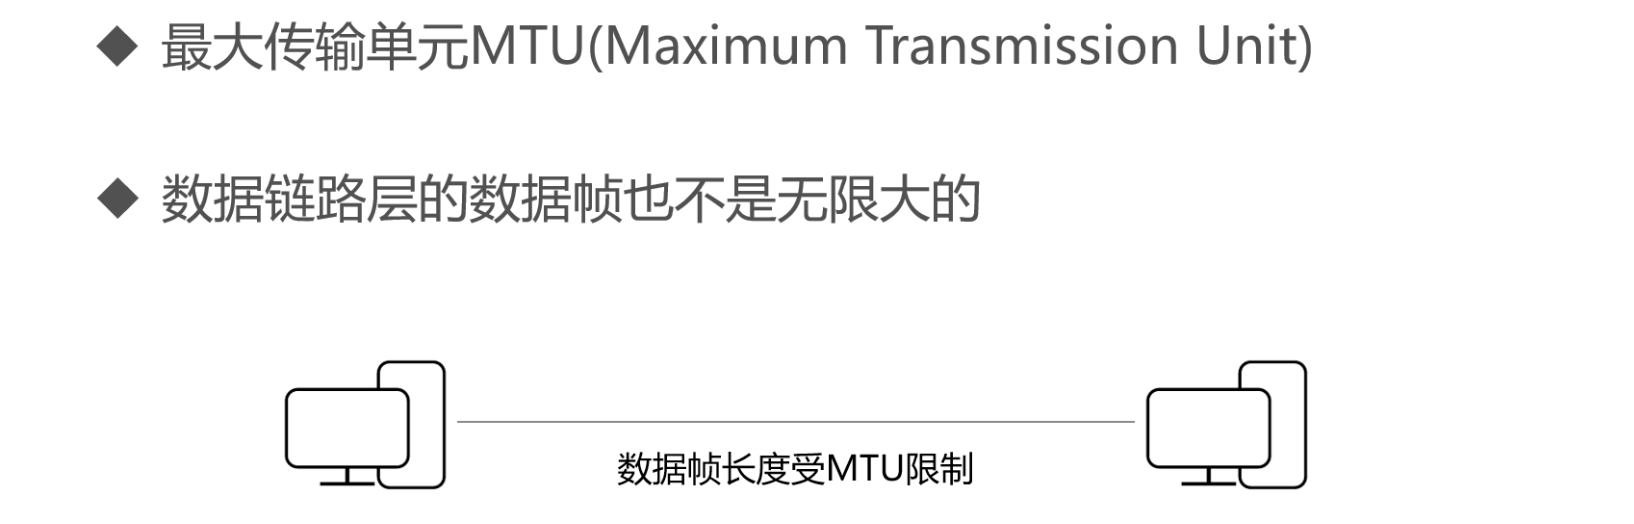 最大传输单元MTU(Maximum Transmission Unit)
数据链路层的数据帧也不是无限大的
数据帧长度受MTU限制